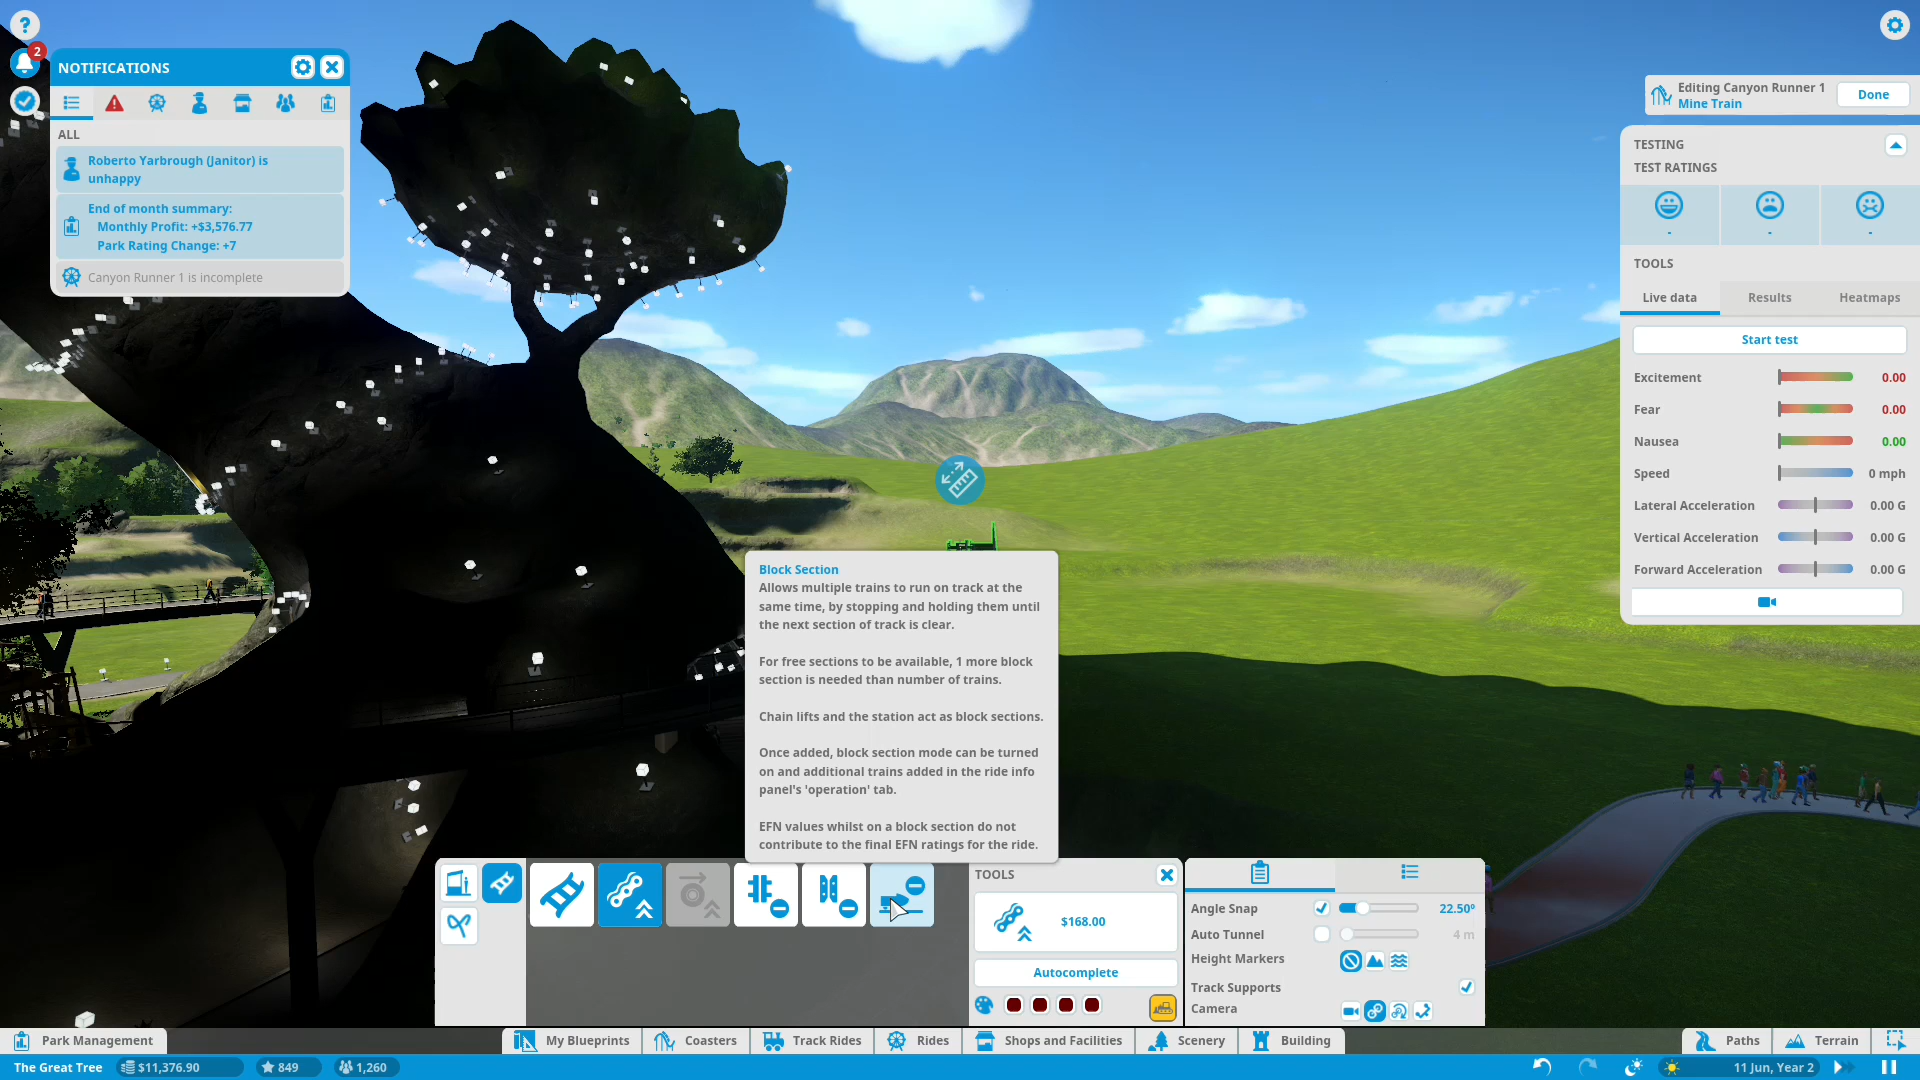 ?
2
NOTIFICATIONS
ALL
Roberto Yarbrough (Janitor) is
unhappy
End of month summary:
Monthly Profit: +$3,576.77
Park Rating Change: +7
Canyon Runner 1 is incomplete
Editing Canyon Runner 1
Mine Train
Done
TESTING
TEST RATINGS
-
-
-
TOOLS
Live data
Results
Heatmaps
Start test
Excitement
0.00
Fear
0.00
Nausea
0.00
Speed
0 mph
Lateral Acceleration
0.00 G
Vertical Acceleration
0.00 G
Forward Acceleration
0.00 G
Block Section
Allows multiple trains to run on track at the
same time, by stopping and holding them until
the next section of track is clear.
For free sections to be available, 1 more block
section is needed than number of trains.
Chain lifts and the station act as block sections.
Once added, block section mode can be turned
on and additional trains added in the ride info
panel's 'operation' tab.
EFN values whilst on a block section do not
contribute to the final EFN ratings for the ride.
TOOLS
$168.00
Autocomplete
Angle Snap
22.50°
Auto Tunnel
4 m
Height Markers
Track Supports
Camera
Park Management
My Blueprints
Coasters
Track Rides
Rides
Shops and Facilities
Scenery
Building
Paths
Terrain
The Great Tree
$11,376.90
849
1,260
11 Jun, Year 2